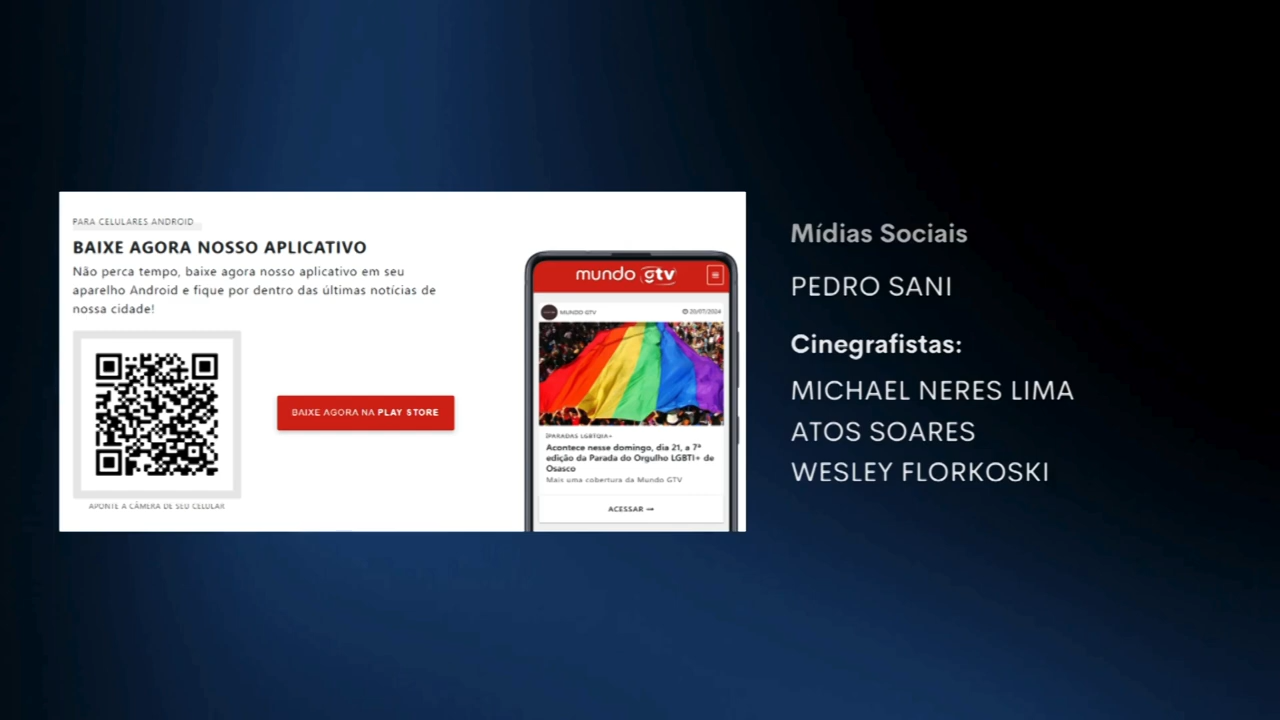 PARA CELULARES ANDROID
BAIXE AGORA NOSSO APLICATIVO
Não perca tempo, baixe agora nosso aplicativo em seu
aparelho Android e fique por dentro das últimas notícias de
nossa cidade!
BAIXE AGORA NA PLAY STORE
APONTE A CÂMERA DE SEU CELULAR
mundo gtv
MUNDO GTV
20/07/2024
PARADAS LGBTQIA+
Acontece nesse domingo, dia 21, a 7ª
edição da Parada do Orgulho LGBTI+ de
Osasco
Mais uma cobertura da Mundo GTV
ACESSAR →
Mídias Sociais
PEDRO SANI
Cinegrafistas:
MICHAEL NERES LIMA
ATOS SOARES
WESLEY FLORKOSKI